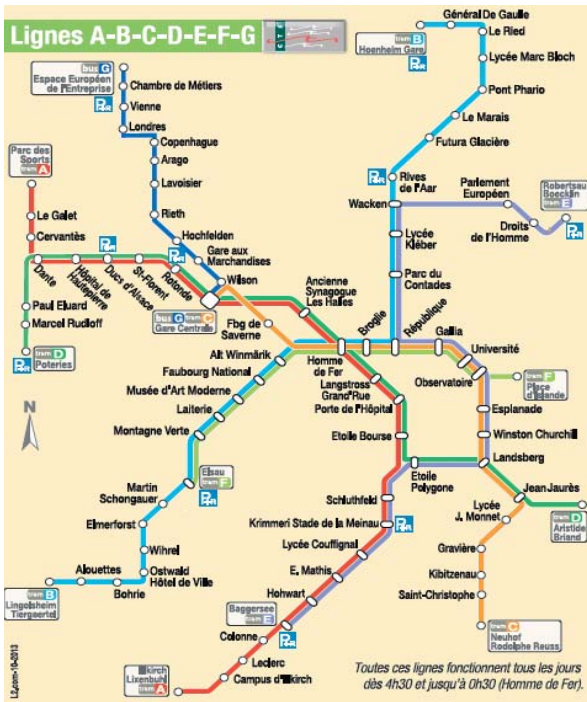 Lignes A-B-C-D-E-F-G
CTS
Général De Gaulle
tram B
Hoenheim Gare
Le Ried
Lycée Marc Bloch
Pont Phario
Le Marais
Futura Glacière
bus G
Espace Européen
de l'Entreprise
P+R
Chambre de Métiers
Vienne
Londres
Copenhague
Arago
Lavoisier
Rieth
Hochfelden
Gare aux
Marchandises
Wilson
Parc des
Sports
tram A
Le Galet
Cervantès
Dante
Hôpital de
Hautepierre
Ducs d'Alsace
P+R
St-Florent
Rotonde
P+R
bus G tram C
Gare Centrale
Paul Eluard
Marcel Rudloff
P+R
tram D
Poteries
P+R
Rives
de l'Aar
Wacken
Parlement
Européen
Robertsau
Boecklin
tram E
P+R
Droits
de l'Homme
Lycée
Kléber
Parc du
Contades
Ancienne
Synagogue
Les Halles
Broglie
République
Gallia
Université
Observatoire
tram F
Place
d'Islande
Fbg de
Saverne
Alt Winmärik
Faubourg National
Musée d'Art Moderne
Laiterie
Montagne Verte
Homme
de Fer
Langstross
Grand'Rue
Porte de l'Hôpital
Etoile Bourse
Esplanade
Winston Churchill
Landsberg
Etoile
Polygone
Jean Jaurès
tram D
Aristide
Briand
N
Elsau
tram F
P+R
Martin
Schongauer
Elmerforst
Wihrel
Ostwald
Hôtel de Ville
Alouettes
Bohrie
tram B
Lingelsheim
Tiergaertel
Schluthfeld
Krimmeri Stade de la Meinau
P+R
Lycée Couffignal
E. Mathis
Hohwart
Baggersee
tram E
P+R
Colonne
Leclerc
Campus d'Illkirch
Illkirch
Lixenbuhl
tram A
Lycée
J. Monnet
Gravière
Kibitzenau
Saint-Christophe
tram C
Neuhof
Rodolphe Reuss
Toutes ces lignes fonctionnent tous les jours
dès 4h30 et jusqu'à 0h30 (Homme de Fer).
L2.com-10-2013